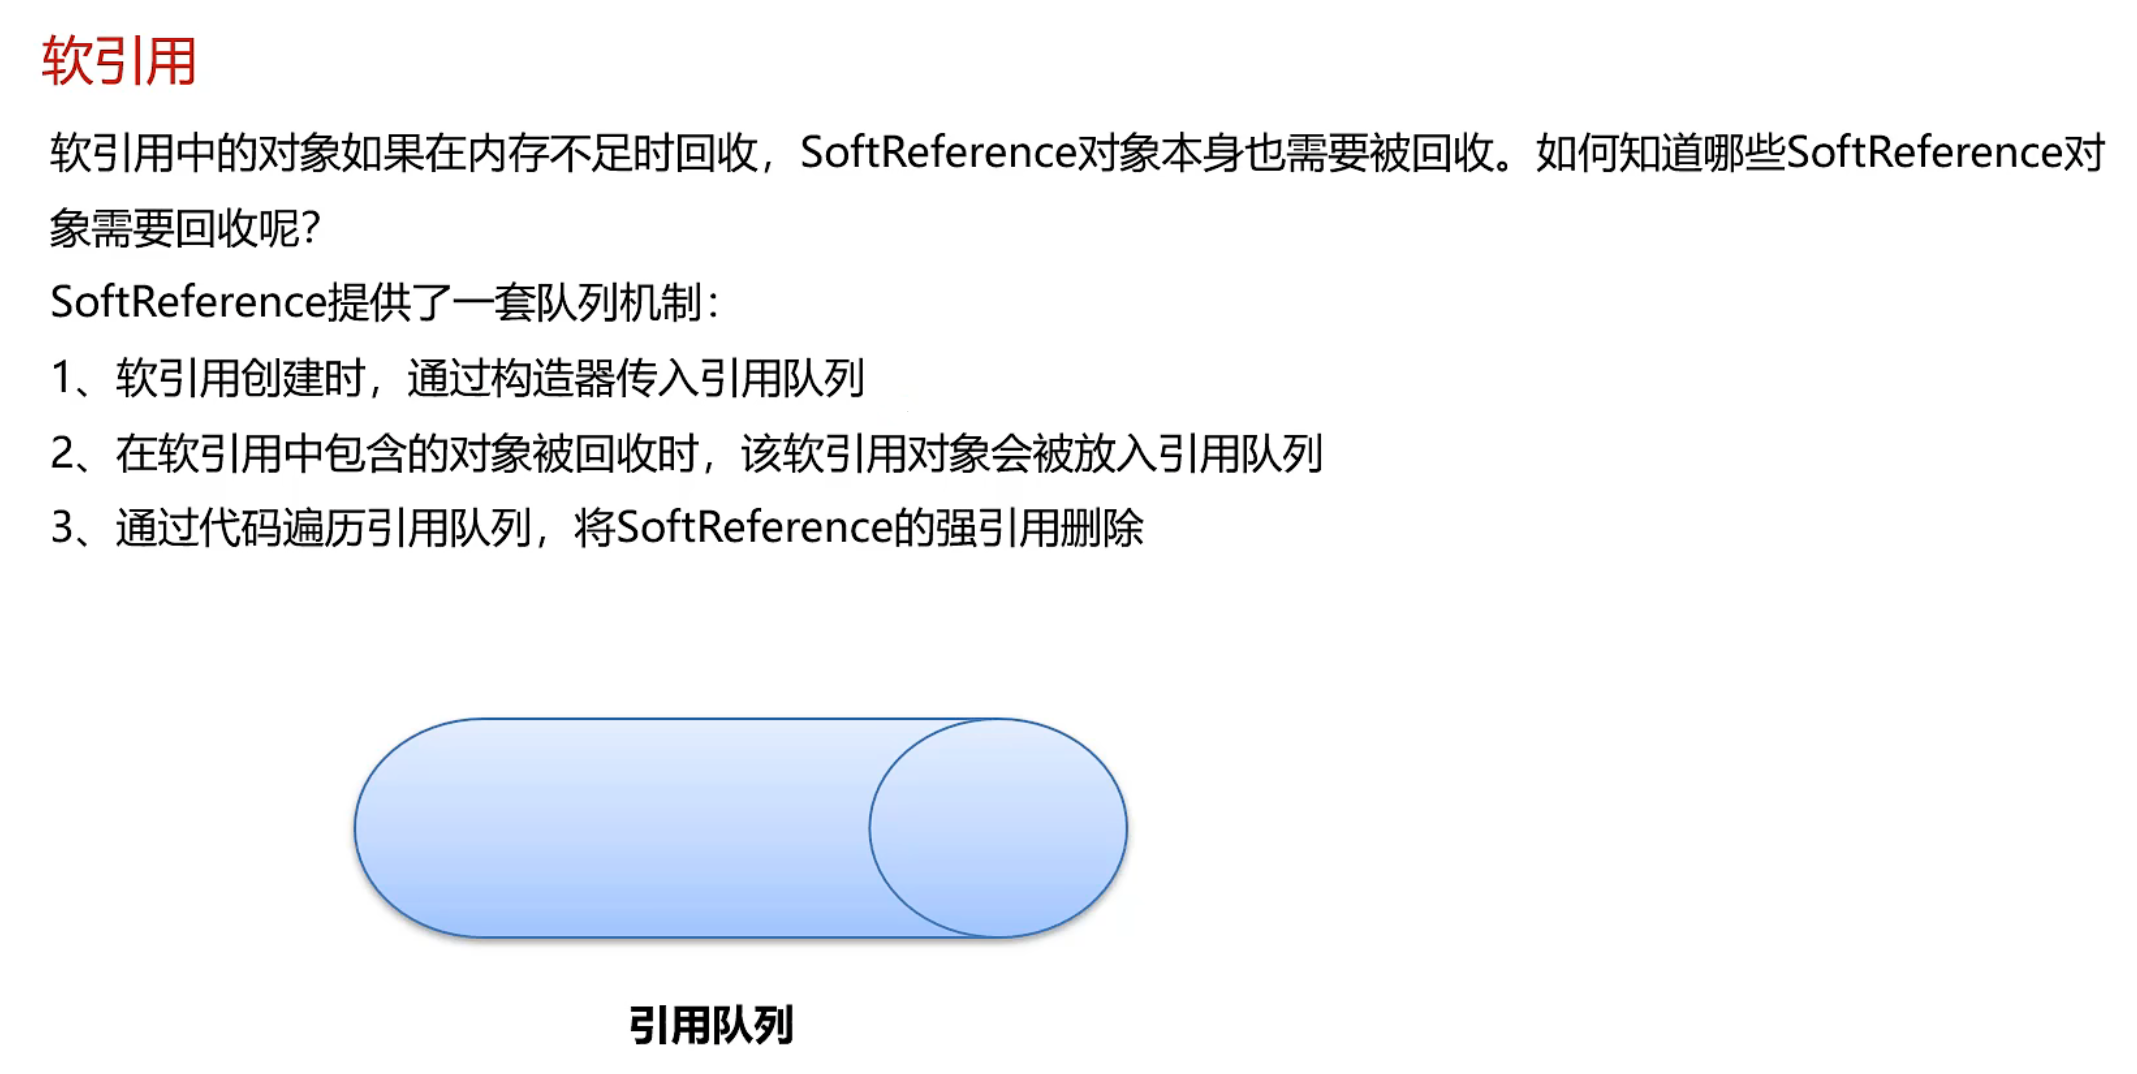 软引用
软引用中的对象如果在内存不足时回收，SoftReference对象本身也需要被回收。如何知道哪些SoftReference对
象需要回收呢？
SoftReference提供了一套队列机制：
1、软引用创建时，通过构造器传入引用队列
2、在软引用中包含的对象被回收时，该软引用对象会被放入引用队列
3、通过代码遍历引用队列，将SoftReference的强引用删除
引用队列